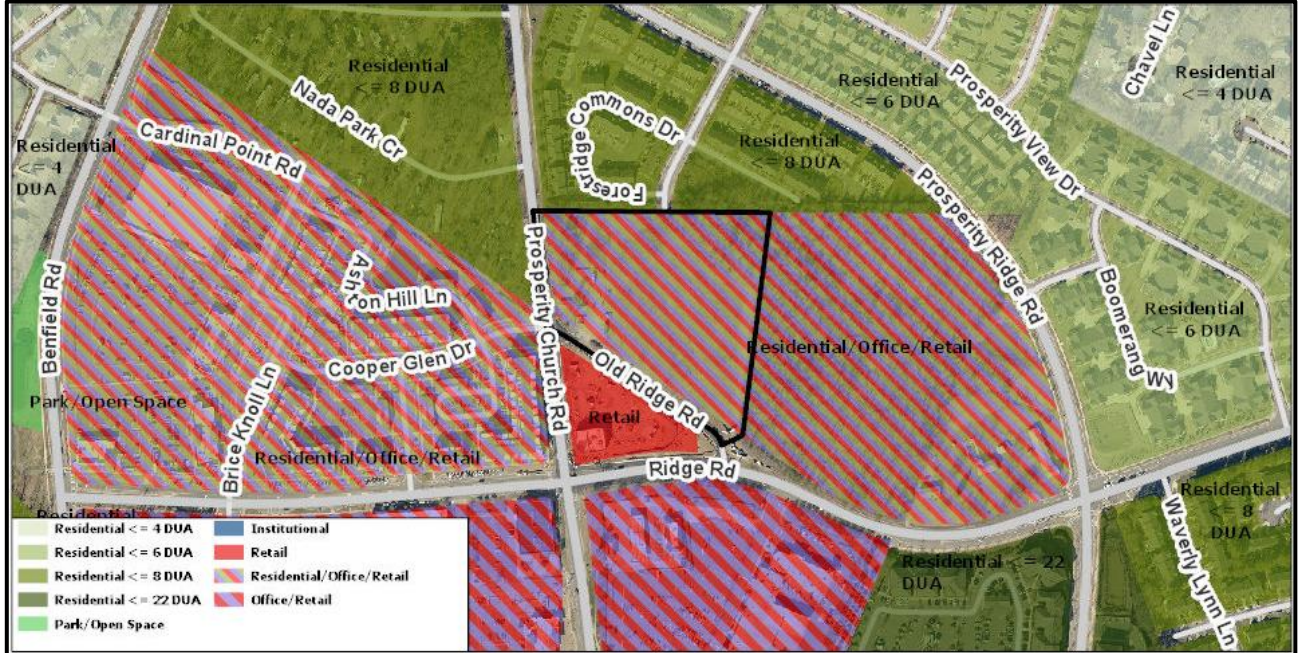 Residential
<= 8 DUA
Residential
<= 6 DUA
Residential
<= 4 DUA
Chavel Ln
Prosperity View Dr
Nada Park Cr
Commons Dr
Forestridge
Cardinal Point Rd
Residential
<= 4
DUA
Residential
<= 8 DUA
Prosperity Ridge Rd
Prosperity Church Rd
Boomerang Wy
Residential
<= 6 DUA
Ashton Hill Ln
Benfield Rd
Cooper Glen Dr
Old Ridge Rd
Residential/Office/Retail
Park/Open Space
Brice Knoll Ln
Retail
Residential/Office/Retail
Ridge Rd
Residential
<= 8
DUA
Waverly Lynn Ln
Residential <= 22
DUA
Residential
Residential <= 4 DUA
Institutional
Residential <= 6 DUA
Retail
Residential <= 8 DUA
Residential/Office/Retail
Residential <= 22 DUA
Office/Retail
Park/Open Space